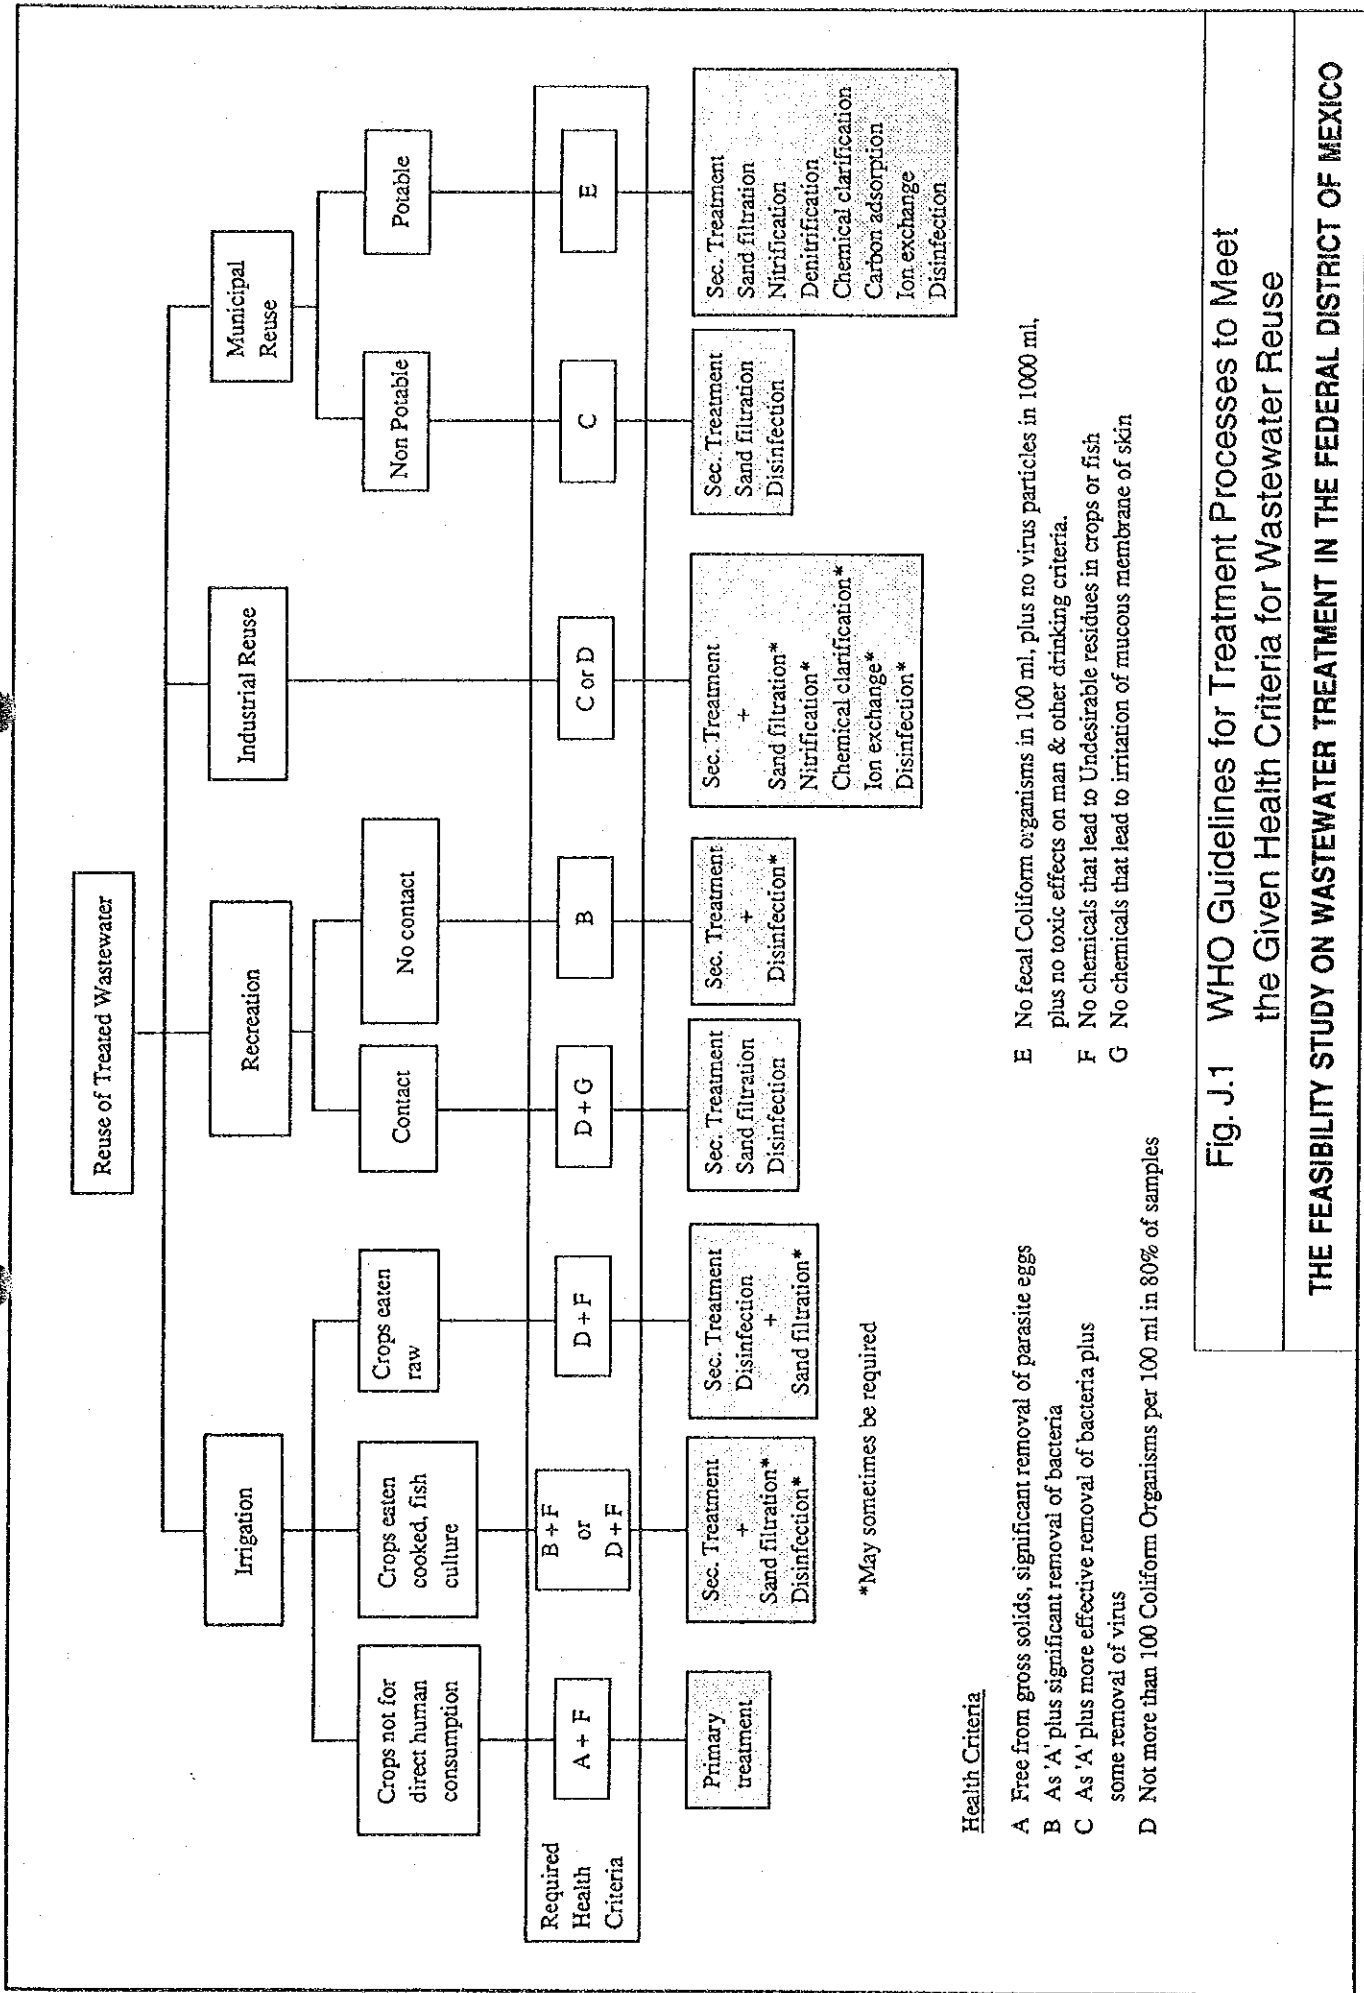 Reuse of Treated Wastewater
Irrigation
Recreation
Industrial Reuse
Municipal
Reuse
Crops not for
direct human
consumption
Crops eaten
cooked, fish
culture
Crops eaten
raw
Contact
No contact
Non Potable
Potable
Required
Health
Criteria
A + F
B + F
or
D + F
D + F
D + G
B
C or D
C
E
Primary
treatment
Sec. Treatment
+
Sand filtration*
Disinfection*
Sec. Treatment
Disinfection
+
Sand filtration*
Sec. Treatment
Sand filtration
Disinfection
Sec. Treatment
+
Disinfection*
Sec. Treatment
+
Sand filtration*
Nitrification*
Chemical clarification*
Ion exchange*
Disinfection*
Sec. Treatment
Sand filtration
Disinfection
Sec. Treatment
Sand filtration
Nitrification
Denitrification
Chemical clarification
Carbon adsorption
Ion exchange
Disinfection
*May sometimes be required
Health Criteria
A Free from gross solids, significant removal of parasite eggs
B As 'A' plus significant removal of bacteria
C As 'A' plus more effective removal of bacteria plus
some removal of virus
D Not more than 100 Coliform Organisms per 100 ml in 80% of samples
E No fecal Coliform organisms in 100 ml, plus no virus particles in 1000 ml,
plus no toxic effects on man & other drinking criteria.
F No chemicals that lead to Undesirable residues in crops or fish
G No chemicals that lead to irritation of mucous membrane of skin
Fig. J.1 WHO Guidelines for Treatment Processes to Meet
the Given Health Criteria for Wastewater Reuse
THE FEASIBILITY STUDY ON WASTEWATER TREATMENT IN THE FEDERAL DISTRICT OF MEXICO